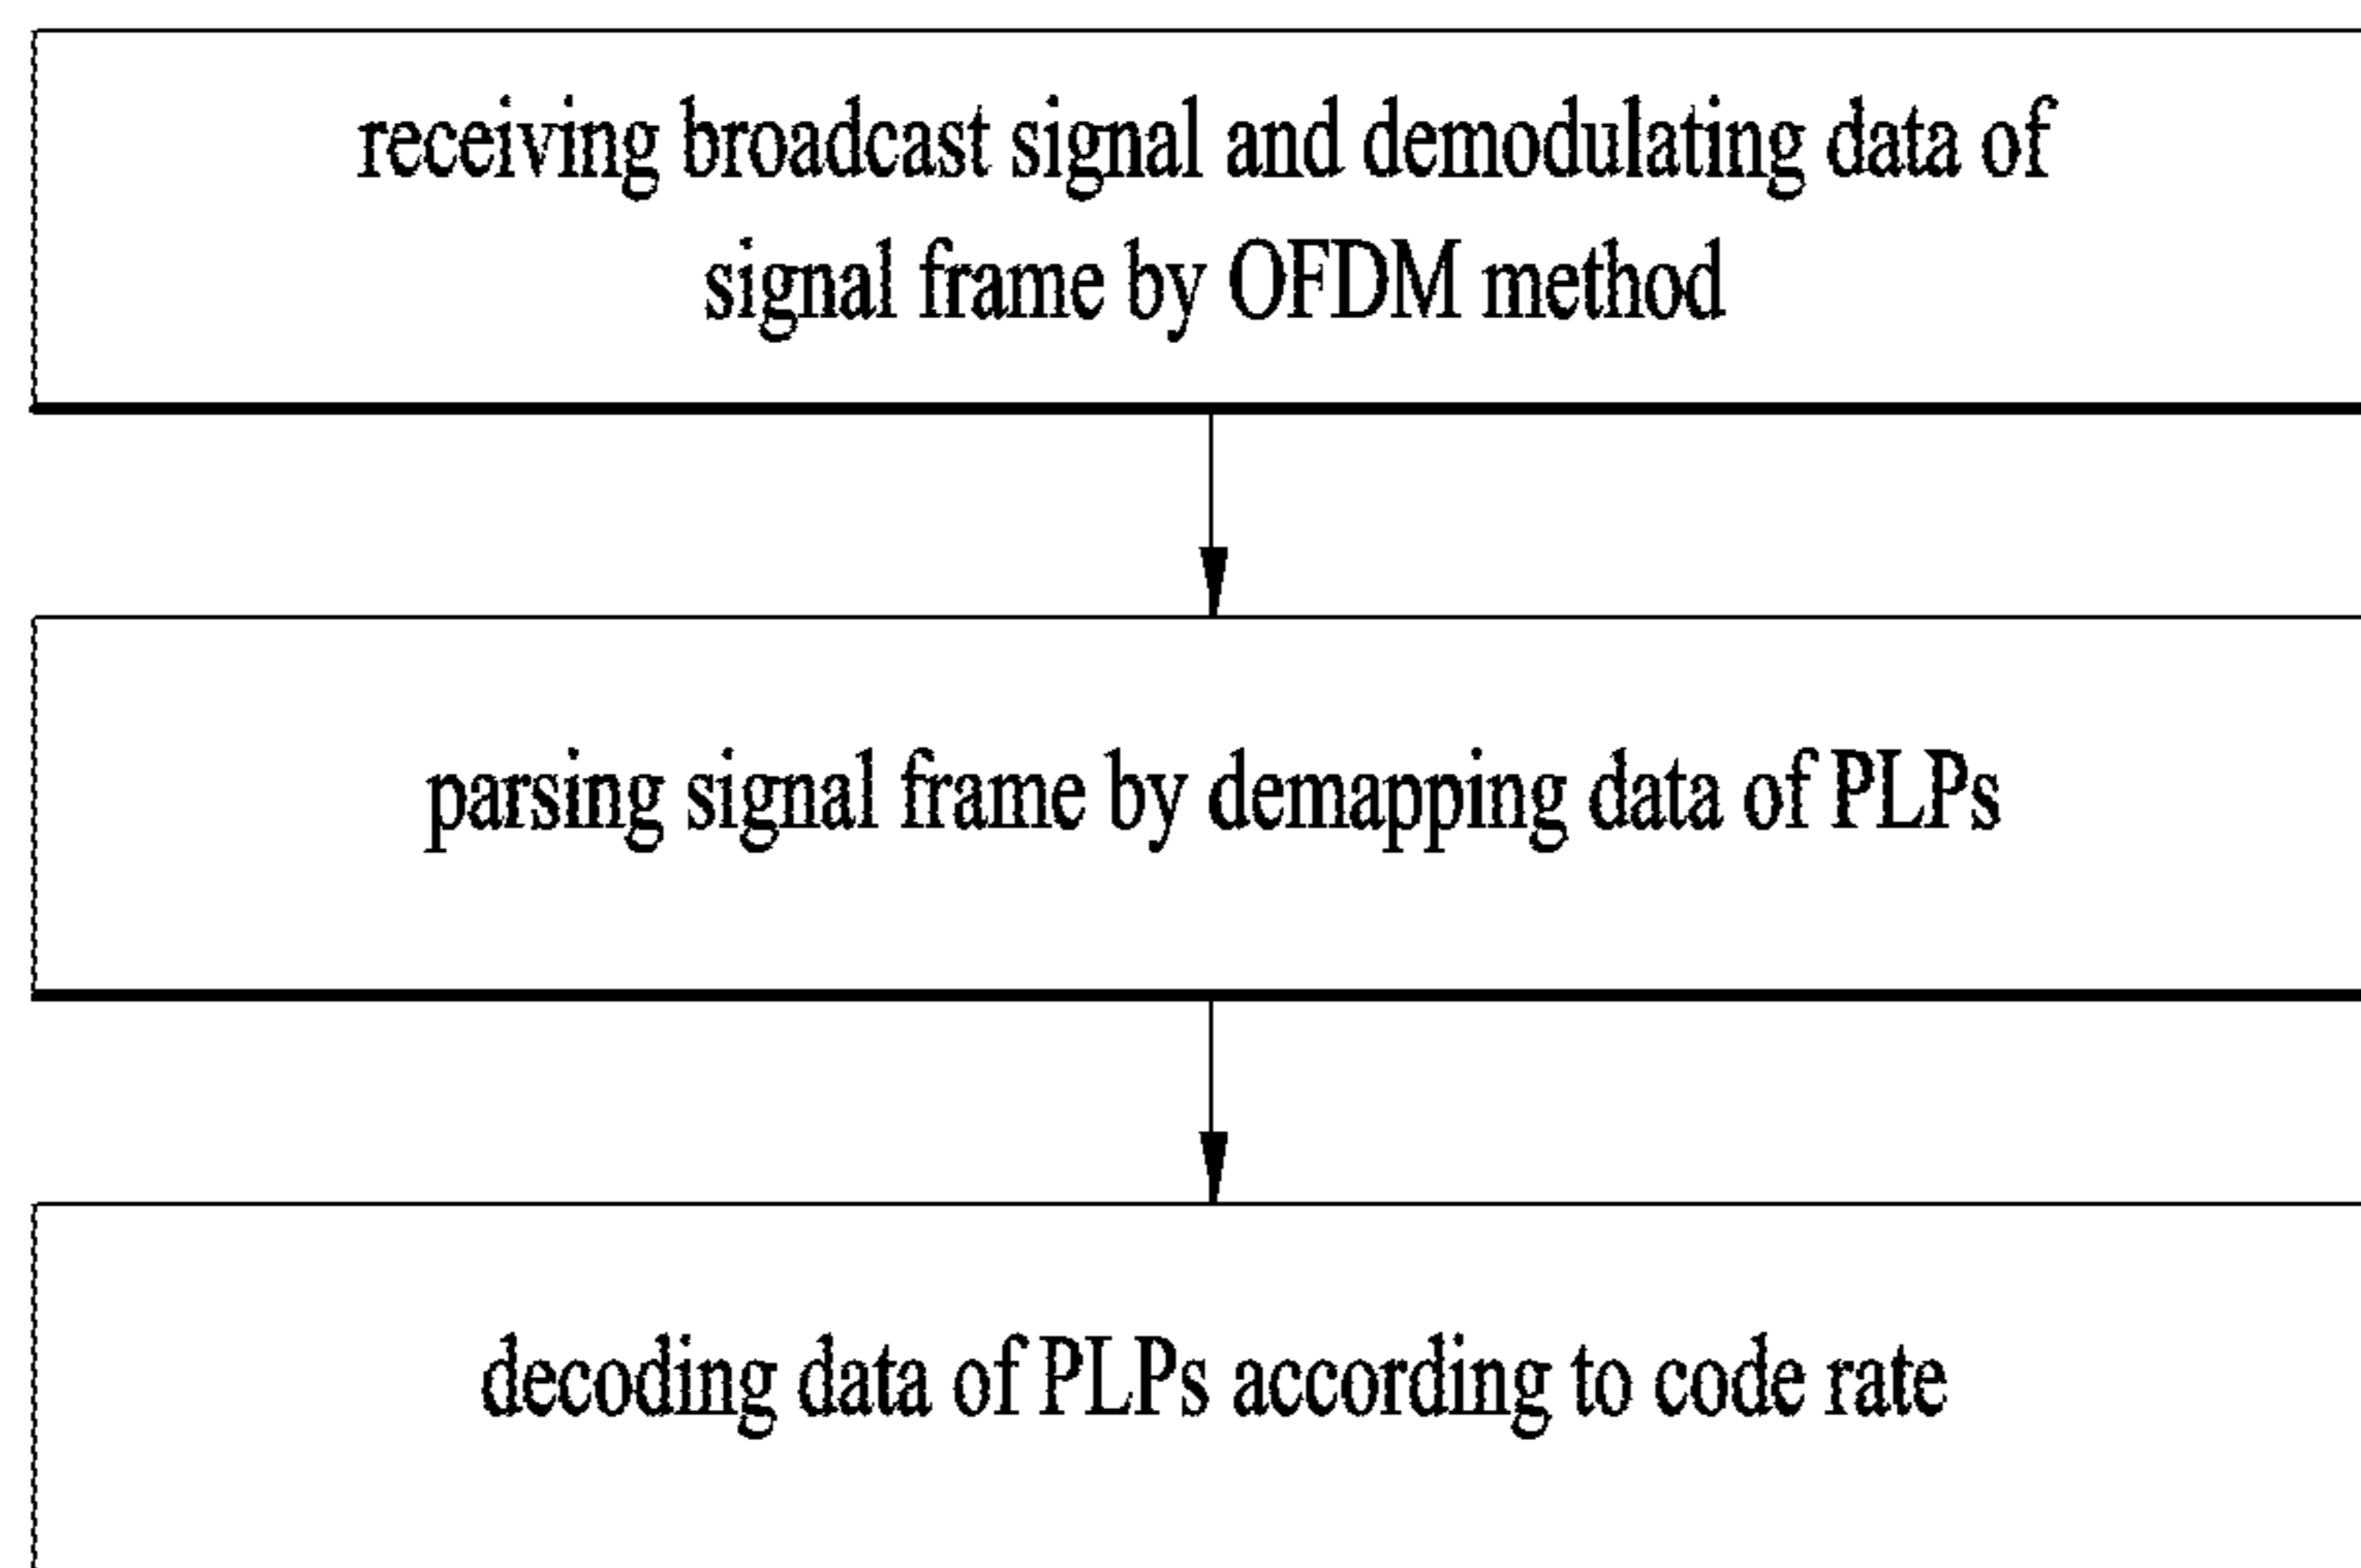 receiving broadcast signal and demodulating data of
signal frame by OFDM method
parsing signal frame by demapping data of PLPs
decoding data of PLPs according to code rate